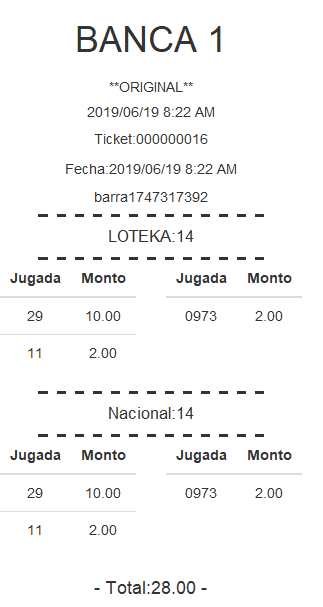 BANCA 1
**ORIGINAL**
2019/06/19 8:22 AM
Ticket:000000016
Fecha:2019/06/19 8:22 AM
barra1747317392
LOTEKA:14
Jugada Monto Jugada Monto
29 10.00 0973 2.00
11 2.00
Nacional:14
Jugada Monto Jugada Monto
29 10.00 0973 2.00
11 2.00
- Total:28.00 -